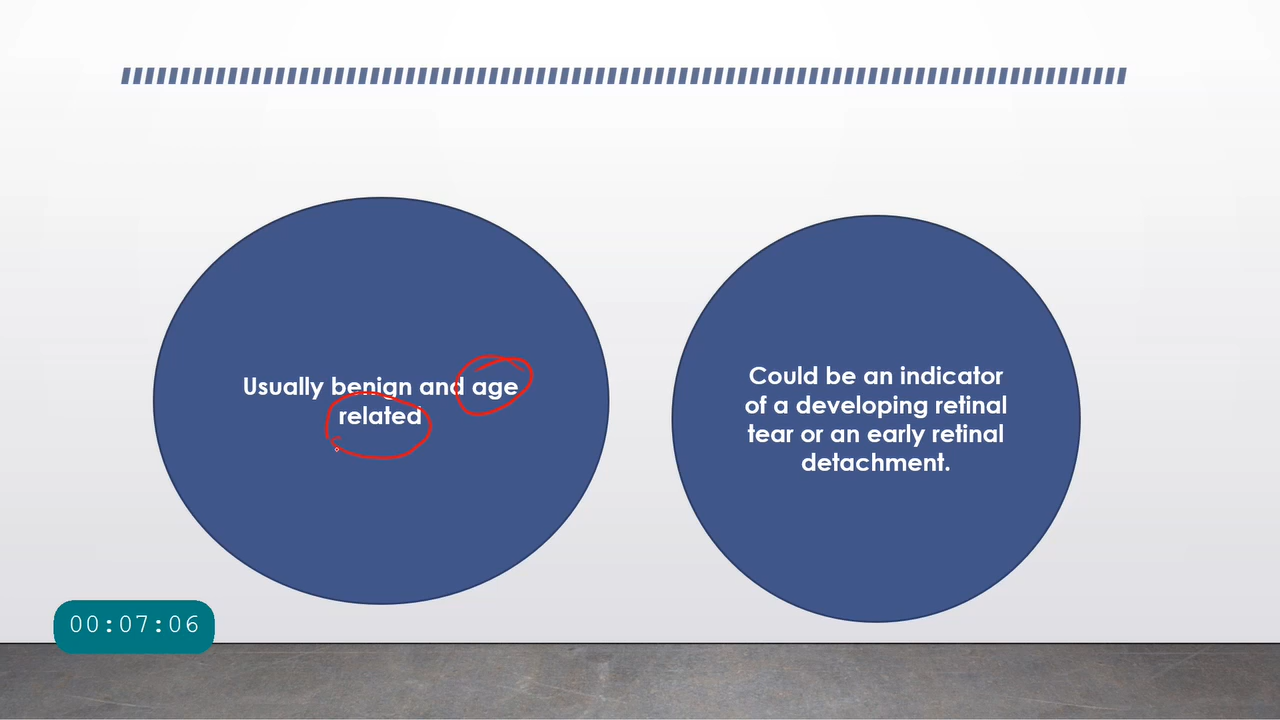 Usually benign and age
related
Could be an indicator
of a developing retinal
tear or an early retinal
detachment.
00:07:06